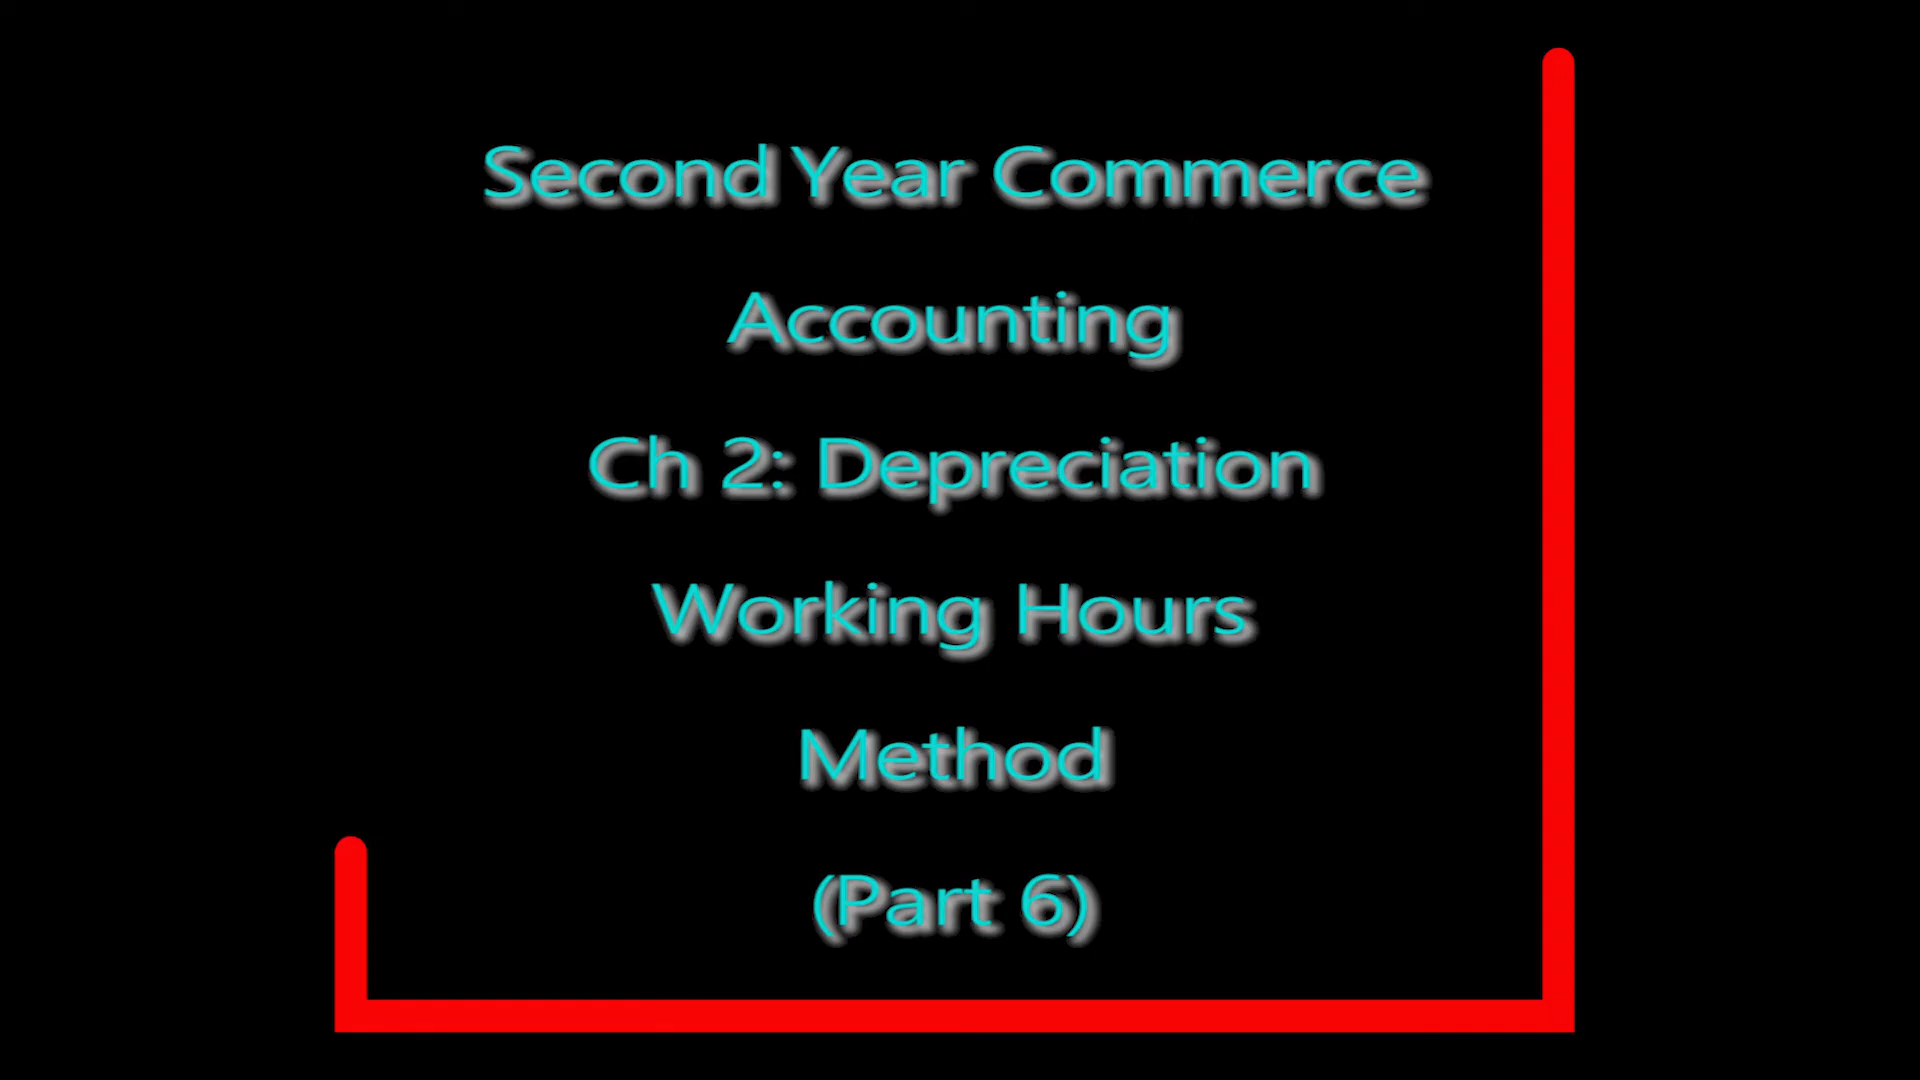 Second Year Commerce
Accounting
Ch 2: Depreciation
Working Hours
Method
(Part 6)